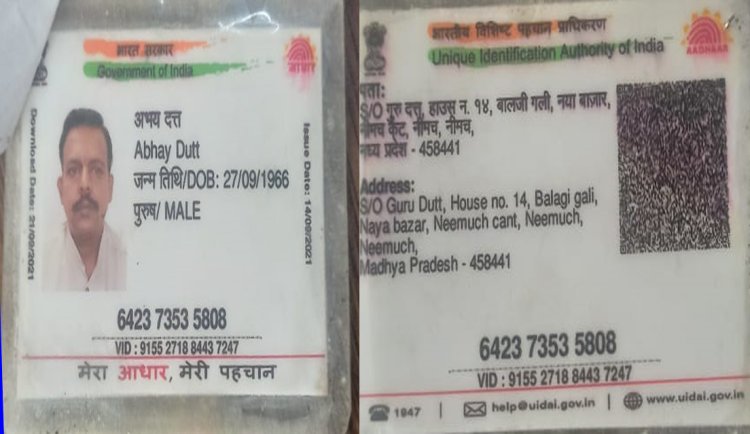 भारत सरकार
Government of India
आधार
Download Date: 21/09/2021
अभय दत्त
Abhay Dutt
जन्म तिथि/DOB: 27/09/1966
पुरुष/ MALE
Issue Date: 14/09/2021
6423 7353 5808
VID : 9155 2718 8443 7247
मेरा आधार, मेरी पहचान
भारतीय विशिष्ट पहचान प्राधिकरण
Unique Identification Authority of India
AADHAAR
पता:
S/O गुरु दत्त, हाउस न. १४, बालजी गली, नया बाजार,
नीमच केंट, नीमच, नीमच,
मध्य प्रदेश - 458441
Address:
S/O Guru Dutt, House no. 14, Balagi gali,
Naya bazar, Neemuch cant, Neemuch,
Neemuch,
Madhya Pradesh - 458441
6423 7353 5808
VID : 9155 2718 8443 7247
1947
help@uidai.gov.in
www.uidai.gov.in